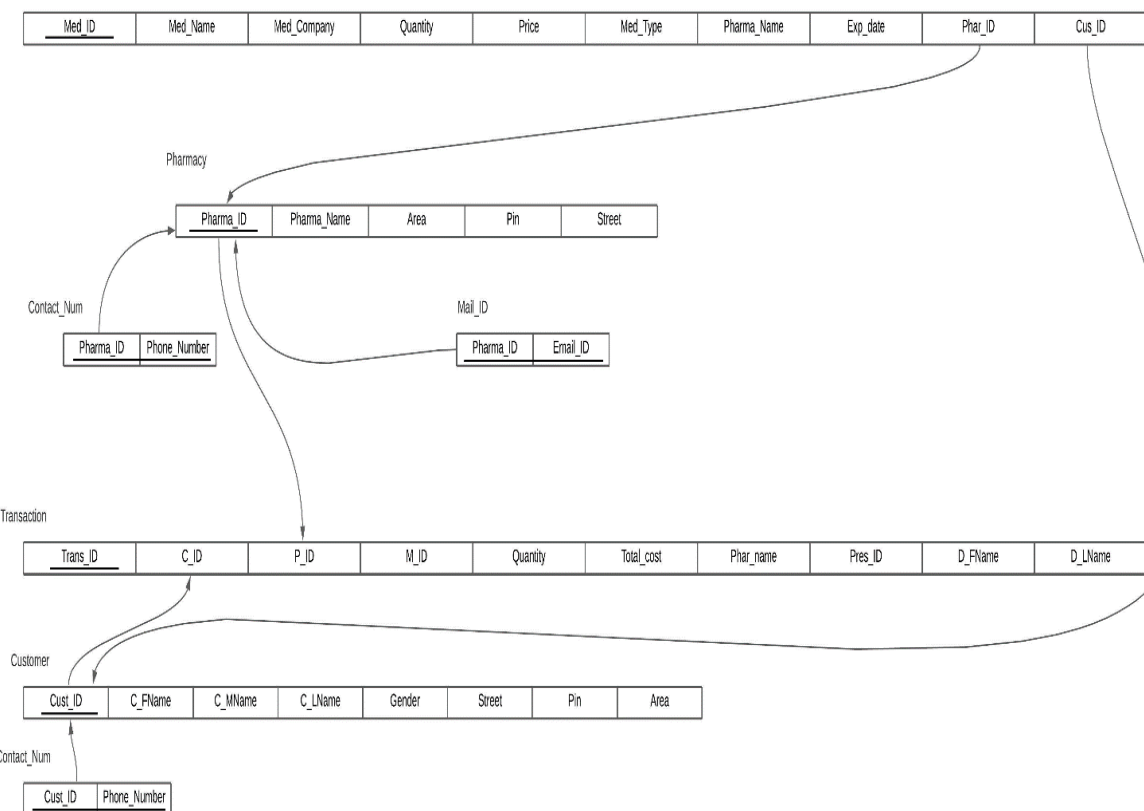 Med_ID Med_Name Med_Company Quantity Price Med_Type Pharma_Name Exp_date Phar_ID Cus_ID
Pharmacy
Pharma_ID Pharma_Name Area Pin Street
Contact_Num Mail_ID
Pharma_ID Phone_Number Pharma_ID Email_ID
Transaction
Trans_ID C_ID P_ID M_ID Quantity Total_cost Phar_name Pres_ID D_FName D_LName
Customer
Cust_ID C_FName C_MName C_LName Gender Street Pin Area
Contact_Num
Cust_ID Phone_Number